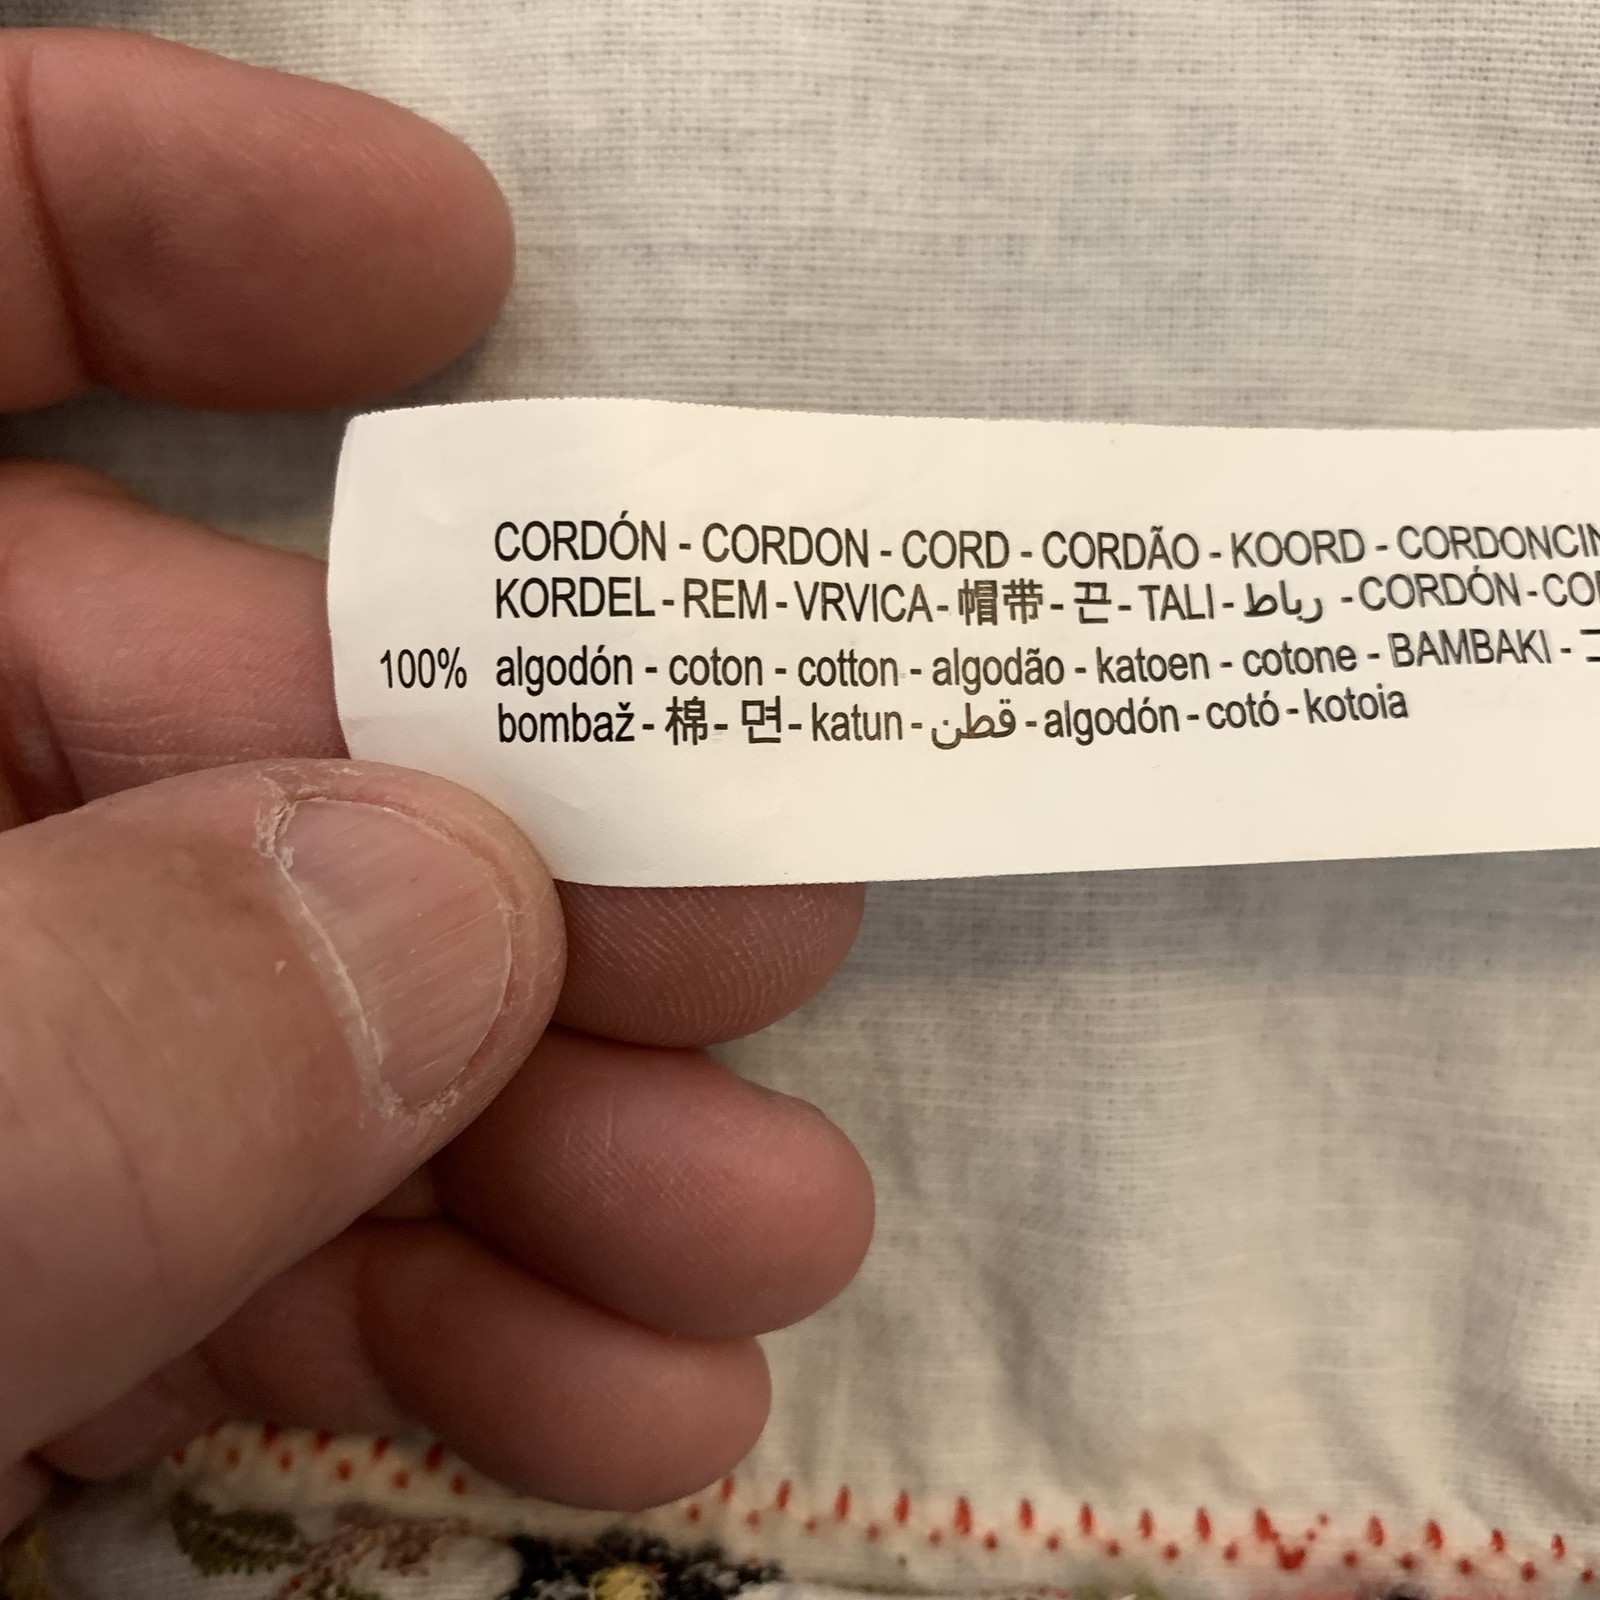 CORDÓN - CORDON - CORD - CORDÃO - KOORD - CORDONCIN
KORDEL - REM - VRVICA - 帽带 - 끈 - TALI - رباط - CORDÓN - COR
100% algodón - coton - cotton - algodão - katoen - cotone - BAMBAKI -
bombaž - 棉 - 면 - katun - قطن - algodón - cotó - kotoia